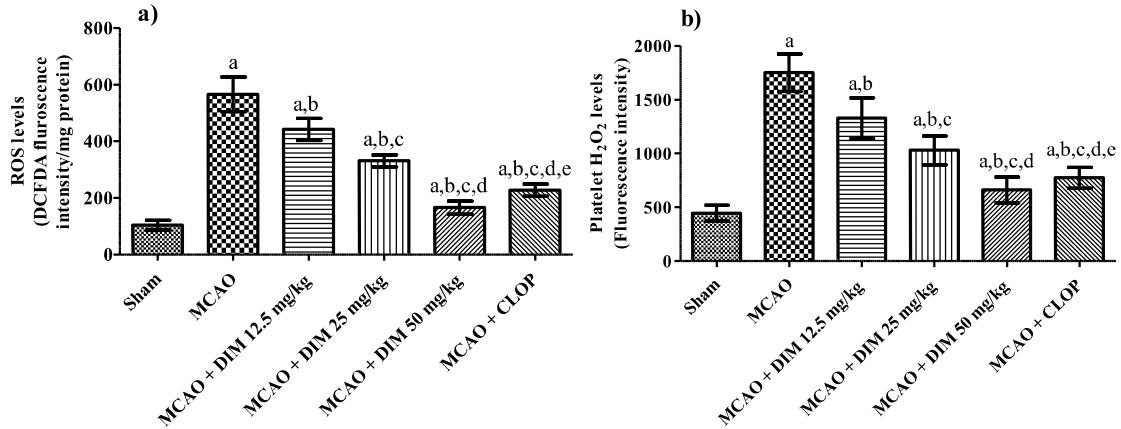 a)
ROS levels
(DCFDA fluroscence
intensity/mg protein)
800
600
400
200
0
a
a,b
a,b,c
a,b,c,d
a,b,c,d,e
Sham
MCAO
MCAO + DIM 12.5 mg/kg
MCAO + DIM 25 mg/kg
MCAO + DIM 50 mg/kg
MCAO + CLOP
b)
Platelet H₂O₂ levels
(Fluorescence intensity)
2000
1500
1000
500
0
a
a,b
a,b,c
a,b,c,d
a,b,c,d,e
Sham
MCAO
MCAO + DIM 12.5 mg/kg
MCAO + DIM 25 mg/kg
MCAO + DIM 50 mg/kg
MCAO + CLOP